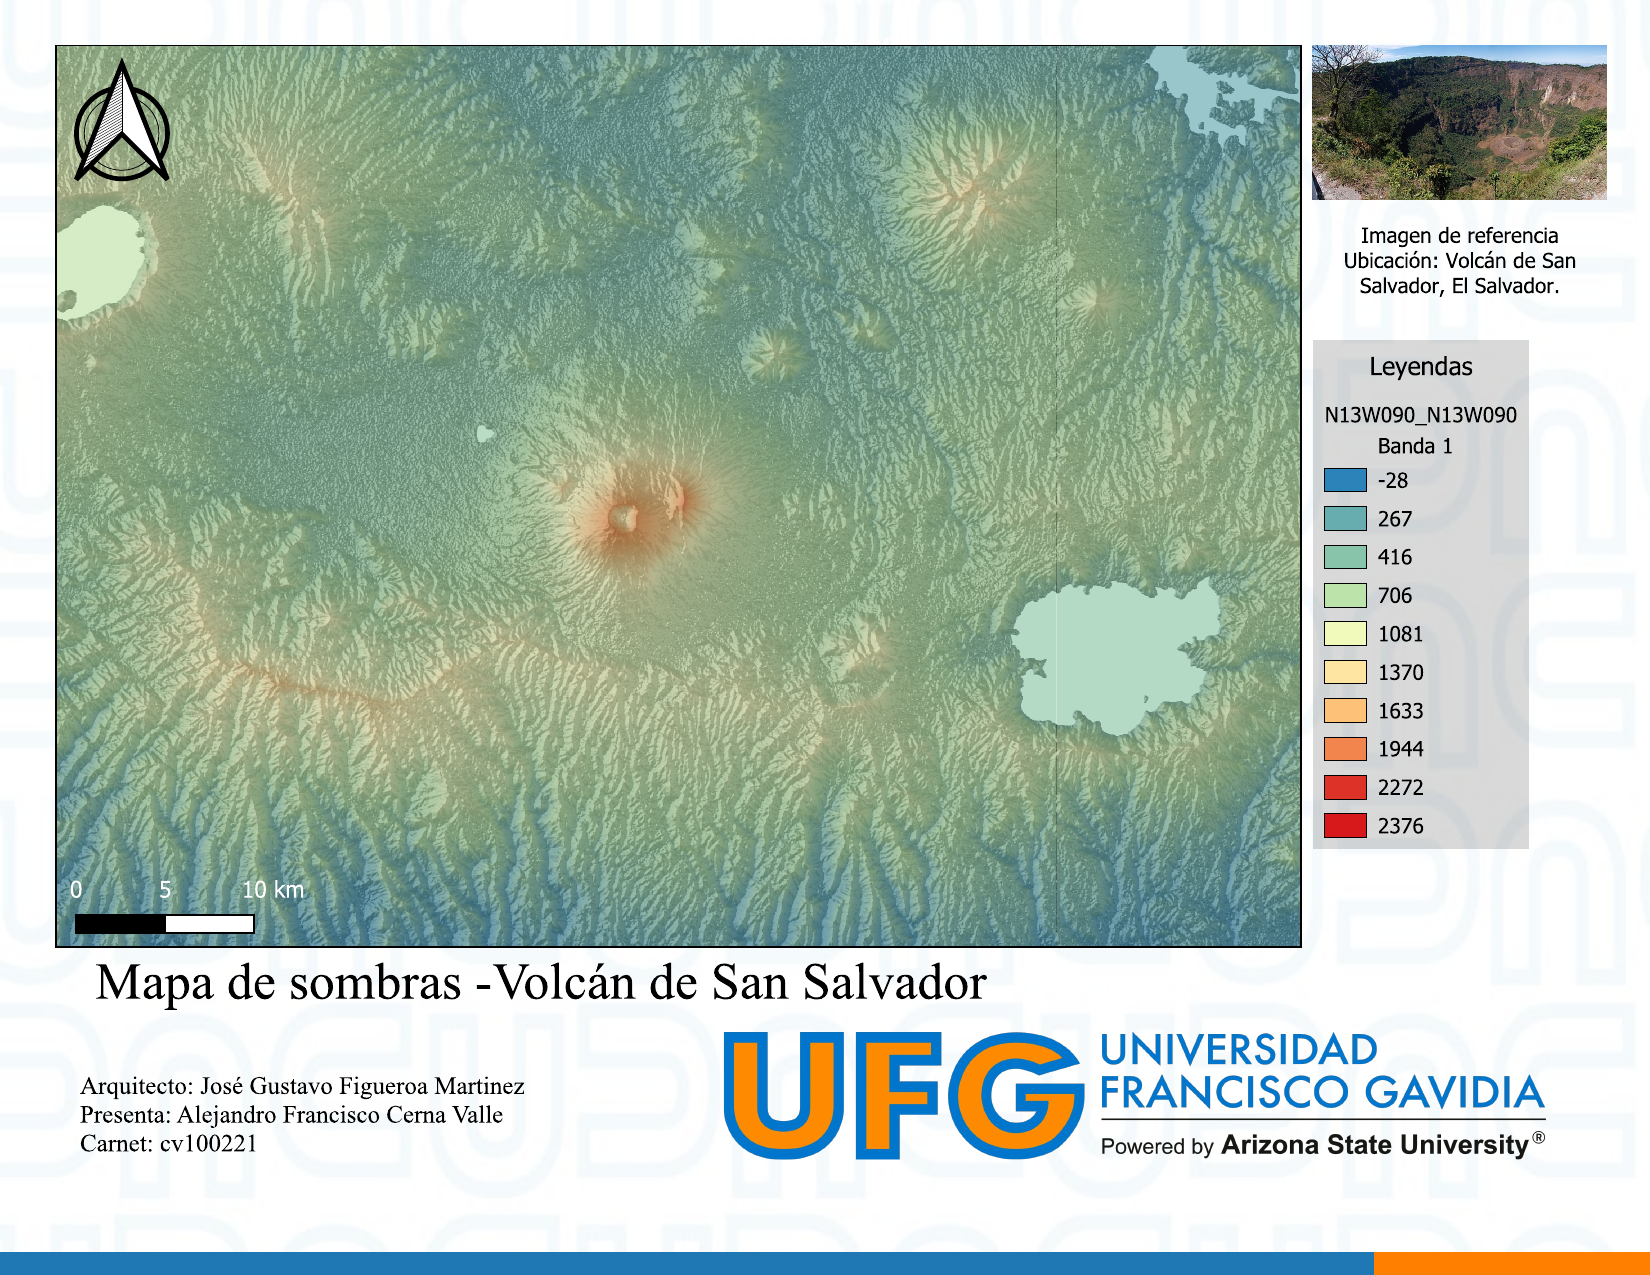 Imagen de referencia
Ubicación: Volcán de San
Salvador, El Salvador.
Leyendas
N13W090_N13W090
Banda 1
-28
267
416
706
1081
1370
1633
1944
2272
2376
0 5 10 km
Mapa de sombras -Volcán de San Salvador
Arquitecto: José Gustavo Figueroa Martinez
Presenta: Alejandro Francisco Cerna Valle
Carnet: cv100221
UFG
UNIVERSIDAD
FRANCISCO GAVIDIA
Powered by Arizona State University®